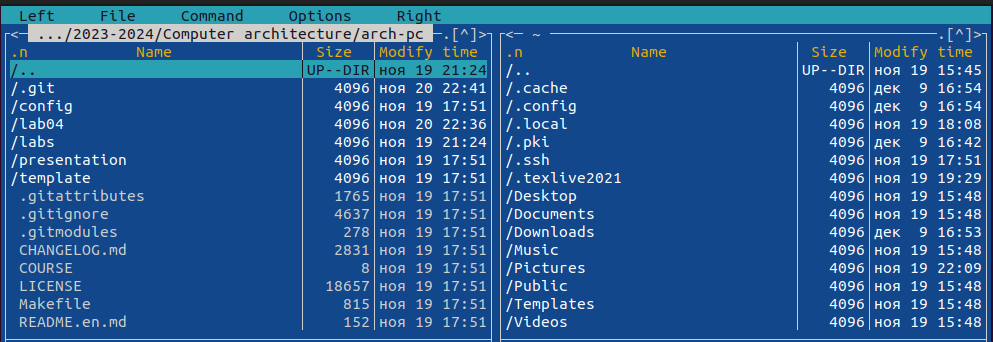 Left File Command Options Right
<─ .../2023-2024/Computer architecture/arch-pc ─.[^]>
.n Name Size Modify time
/.. UP--DIR ноя 19 21:24
/.git 4096 ноя 20 22:41
/config 4096 ноя 19 17:51
/lab04 4096 ноя 20 22:36
/labs 4096 ноя 19 21:24
/presentation 4096 ноя 19 17:51
/template 4096 ноя 19 17:51
.gitattributes 1765 ноя 19 17:51
.gitignore 4637 ноя 19 17:51
.gitmodules 278 ноя 19 17:51
CHANGELOG.md 2831 ноя 19 17:51
COURSE 8 ноя 19 17:51
LICENSE 18657 ноя 19 17:51
Makefile 815 ноя 19 17:51
README.en.md 152 ноя 19 17:51
<─ ~ ─.[^]>
.n Name Size Modify time
/.. UP--DIR ноя 19 15:45
/.cache 4096 дек 9 16:54
/.config 4096 дек 9 16:54
/.local 4096 ноя 19 18:08
/.pki 4096 дек 9 16:42
/.ssh 4096 ноя 19 17:51
/.texlive2021 4096 ноя 19 19:29
/Desktop 4096 ноя 19 15:48
/Documents 4096 ноя 19 15:48
/Downloads 4096 дек 9 16:53
/Music 4096 ноя 19 15:48
/Pictures 4096 ноя 19 22:09
/Public 4096 ноя 19 15:48
/Templates 4096 ноя 19 15:48
/Videos 4096 ноя 19 15:48